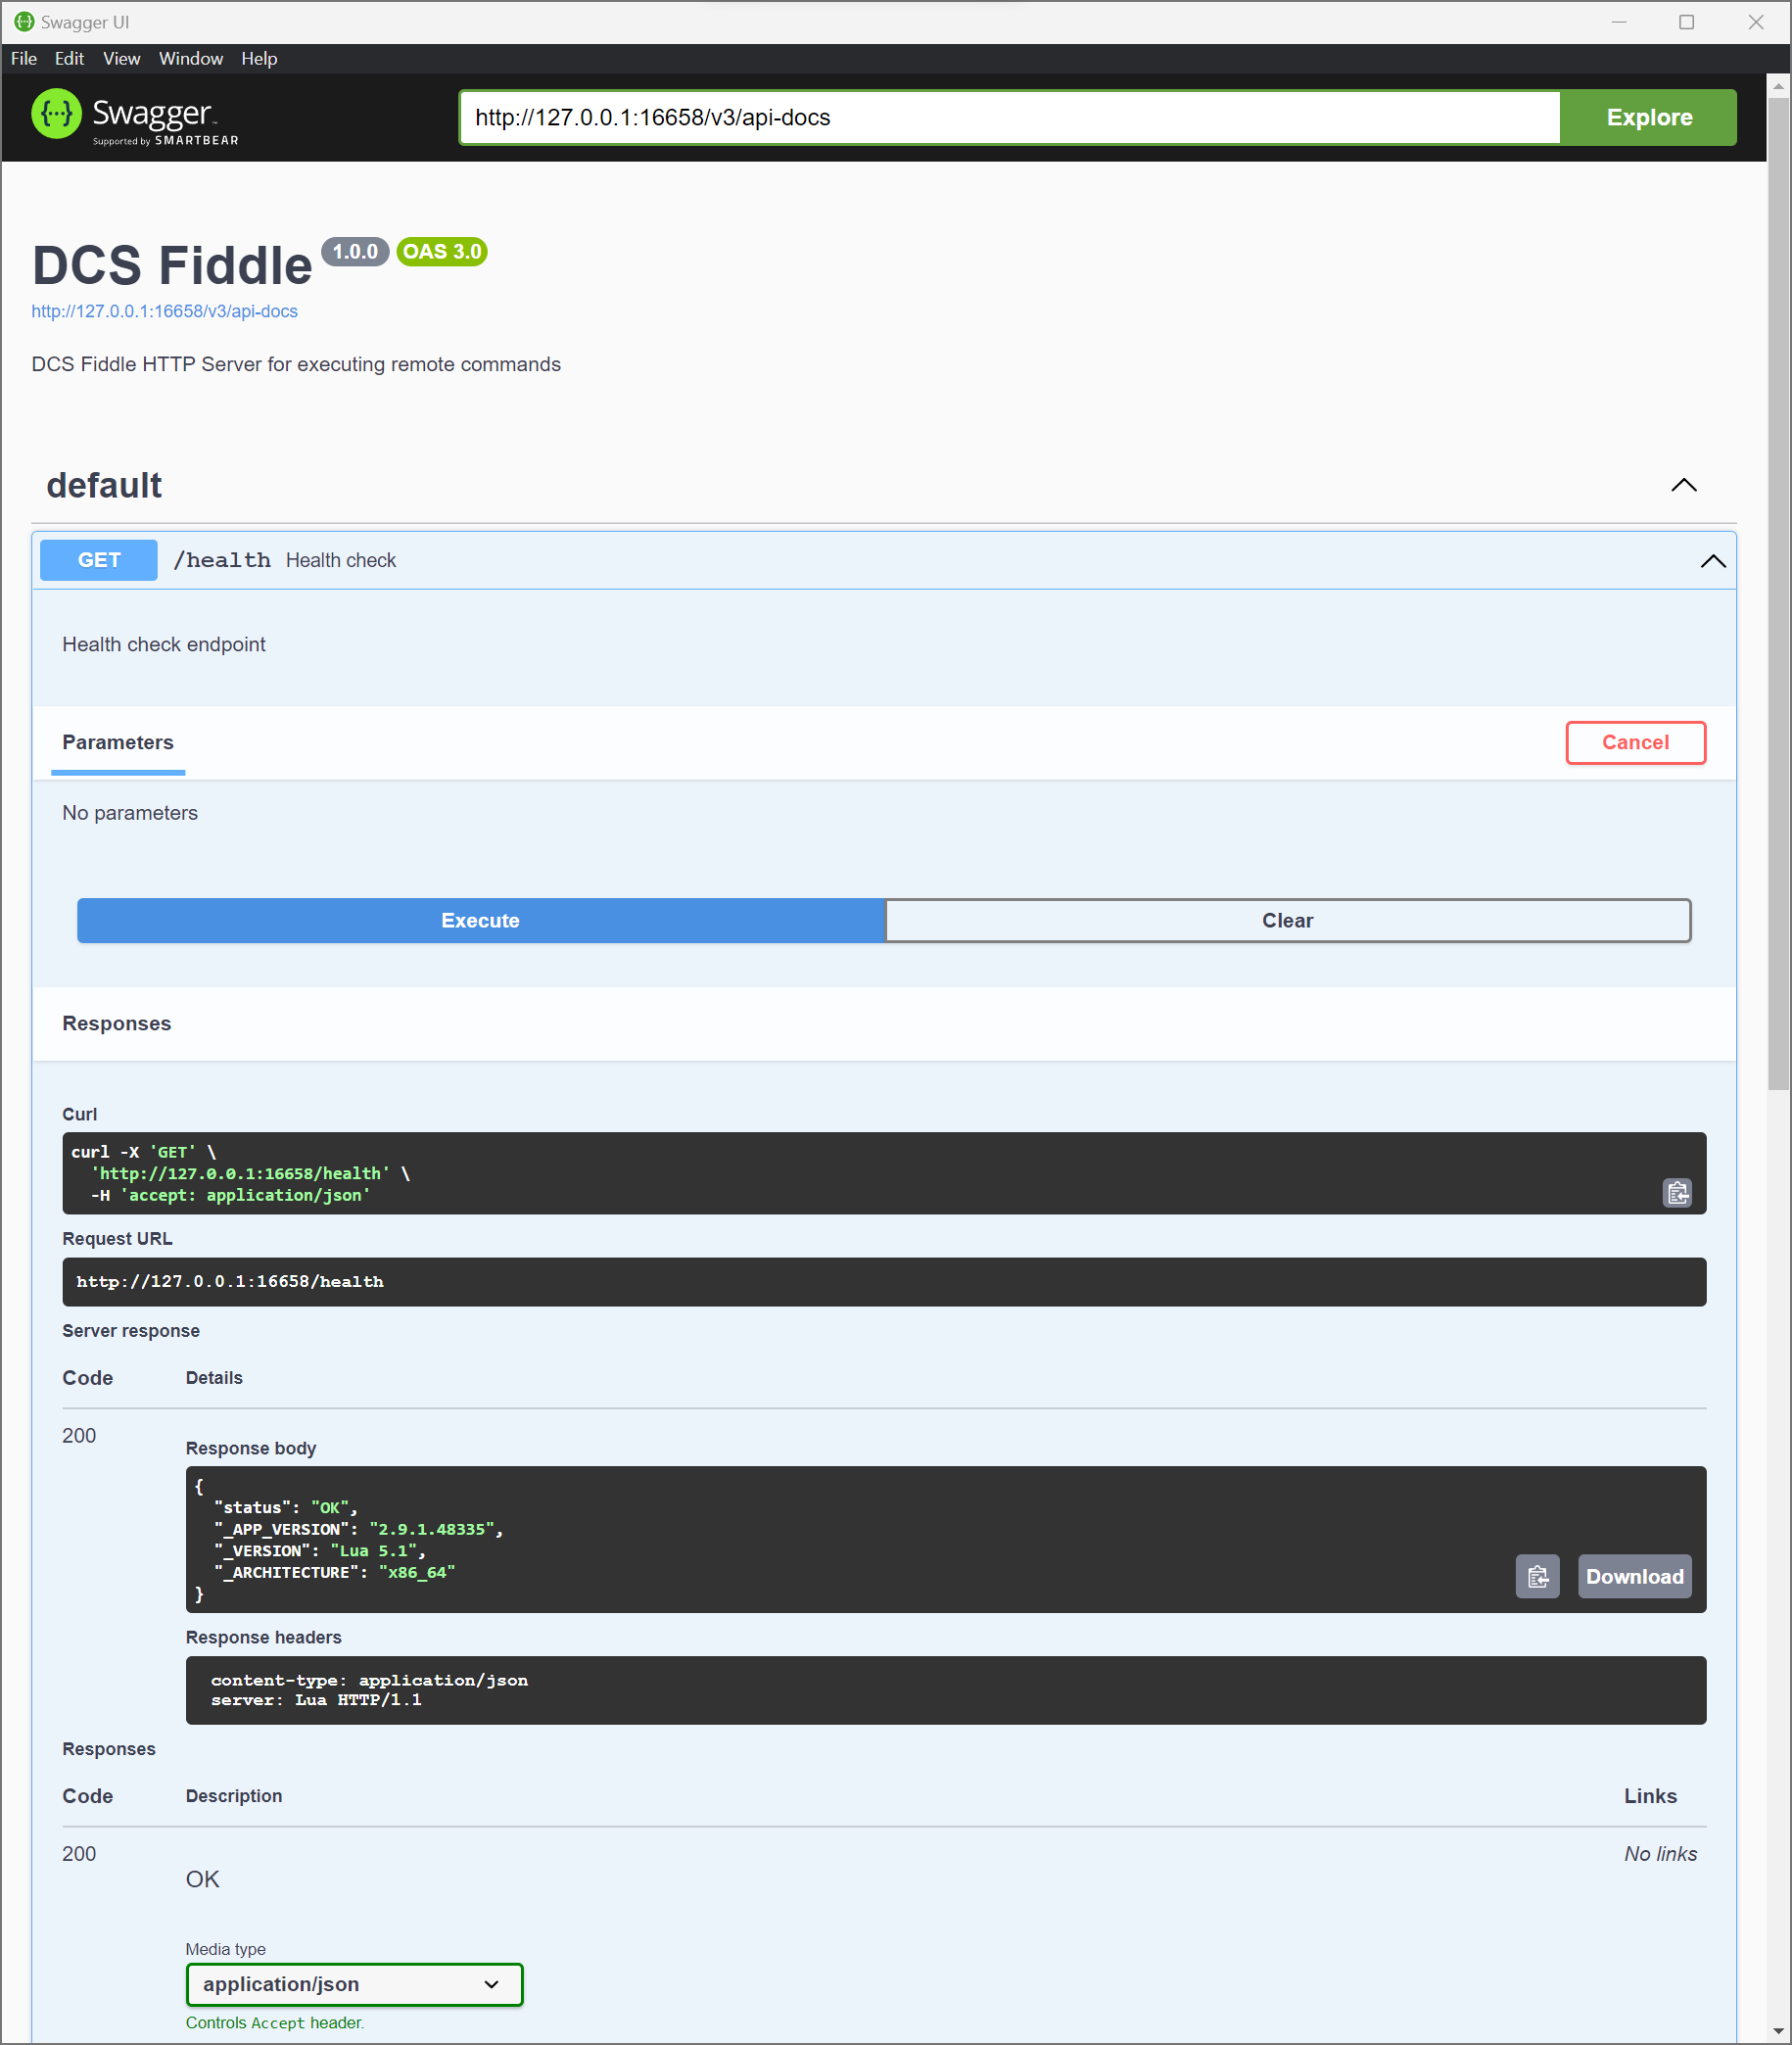 Swagger UI
File Edit View Window Help
Swagger™
Supported by SMARTBEAR
http://127.0.0.1:16658/v3/api-docs
Explore
DCS Fiddle 1.0.0 OAS 3.0
http://127.0.0.1:16658/v3/api-docs
DCS Fiddle HTTP Server for executing remote commands
default
GET /health Health check
Health check endpoint
Parameters
Cancel
No parameters
Execute Clear
Responses
Curl
curl -X 'GET' \
  'http://127.0.0.1:16658/health' \
  -H 'accept: application/json'
Request URL
http://127.0.0.1:16658/health
Server response
Code Details
200
Response body
{
  "status": "OK",
  "_APP_VERSION": "2.9.1.48335",
  "_VERSION": "Lua 5.1",
  "_ARCHITECTURE": "x86_64"
}
Download
Response headers
content-type: application/json
server: Lua HTTP/1.1
Responses
Code Description Links
200 No links
OK
Media type
application/json
Controls Accept header.